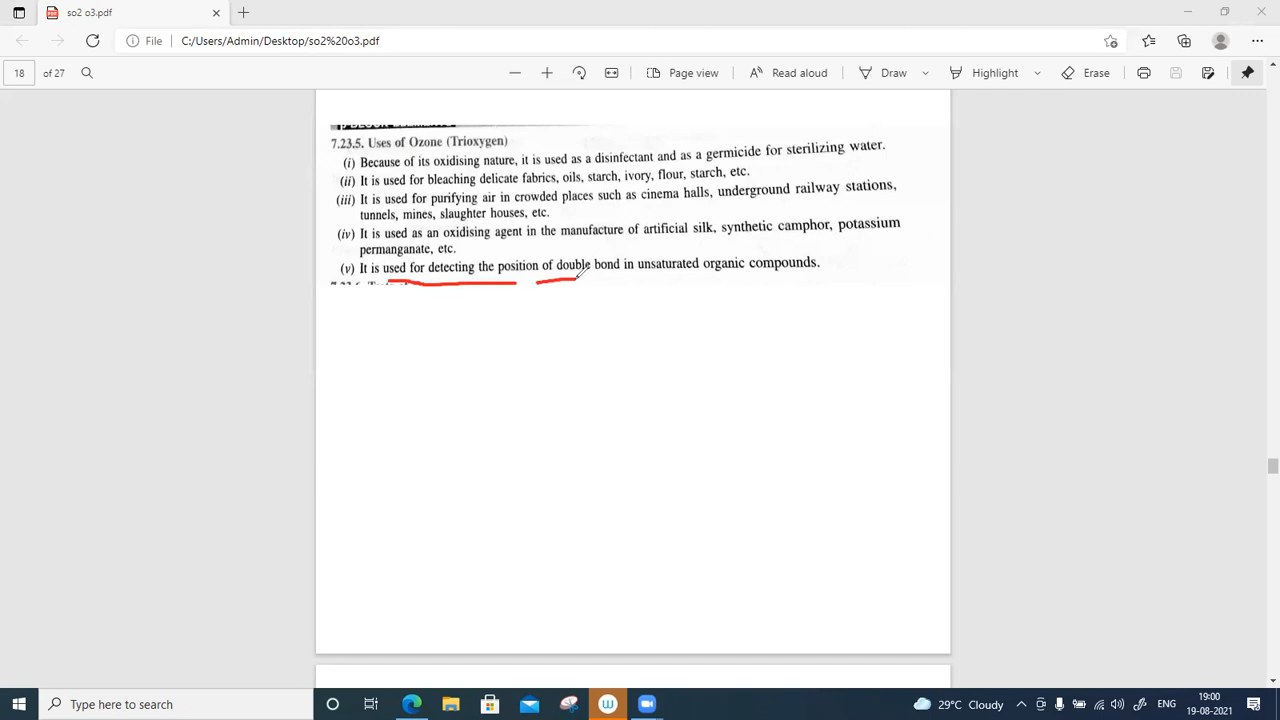 so2 o3.pdf
File
C:/Users/Admin/Desktop/so2%20o3.pdf
18 of 27
Page view
Read aloud
Draw
Highlight
Erase
7.23.5. Uses of Ozone (Trioxygen)
(i) Because of its oxidising nature, it is used as a disinfectant and as a germicide for sterilizing water.
(ii) It is used for bleaching delicate fabrics, oils, starch, ivory, flour, starch, etc.
(iii) It is used for purifying air in crowded places such as cinema halls, underground railway stations,
tunnels, mines, slaughter houses, etc.
(iv) It is used as an oxidising agent in the manufacture of artificial silk, synthetic camphor, potassium
permanganate, etc.
(v) It is used for detecting the position of double bond in unsaturated organic compounds.
Type here to search
29°C Cloudy
ENG
19:00
19-08-2021